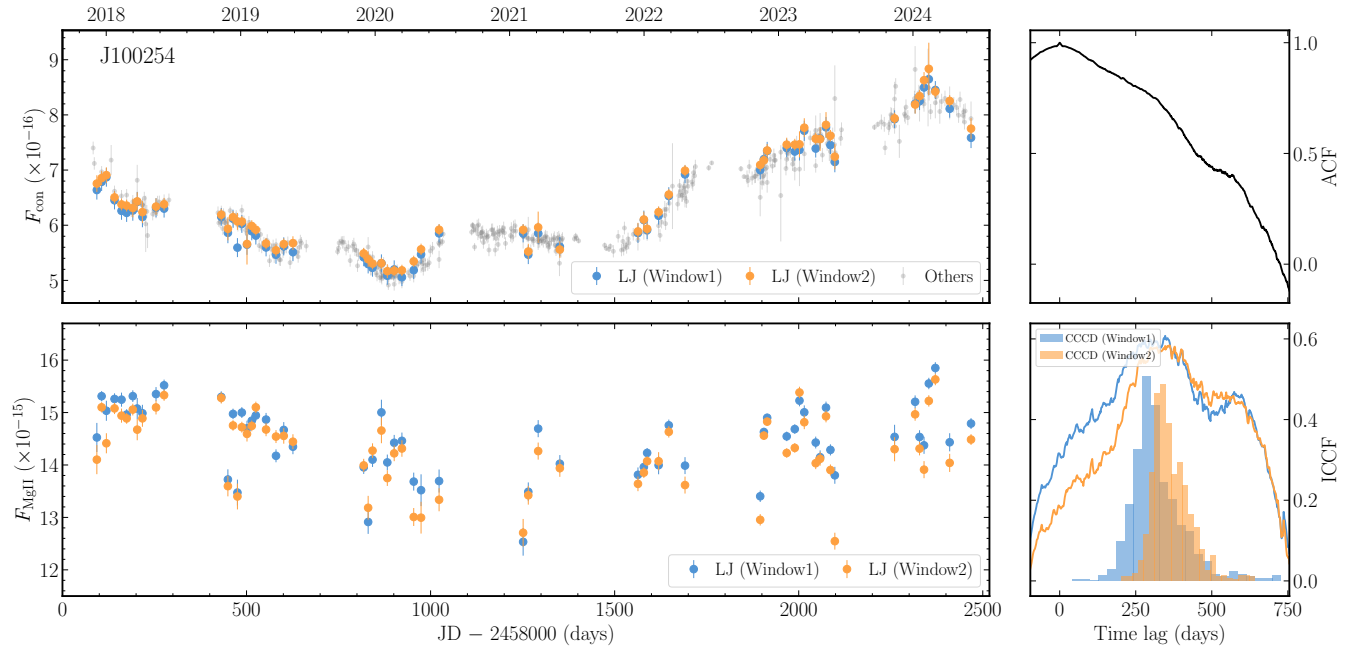 2018 2019 2020 2021 2022 2023 2024
J100254
F_con (×10^−16)
9
8
7
6
5
LJ (Window1) LJ (Window2) Others
ACF
1.0
0.5
0.0
F_MgII (×10^−15)
16
15
14
13
12
LJ (Window1) LJ (Window2)
0 500 1000 1500 2000 2500
JD − 2458000 (days)
CCCD (Window1)
CCCD (Window2)
ICCF
0.6
0.4
0.2
0.0
0 250 500 750
Time lag (days)